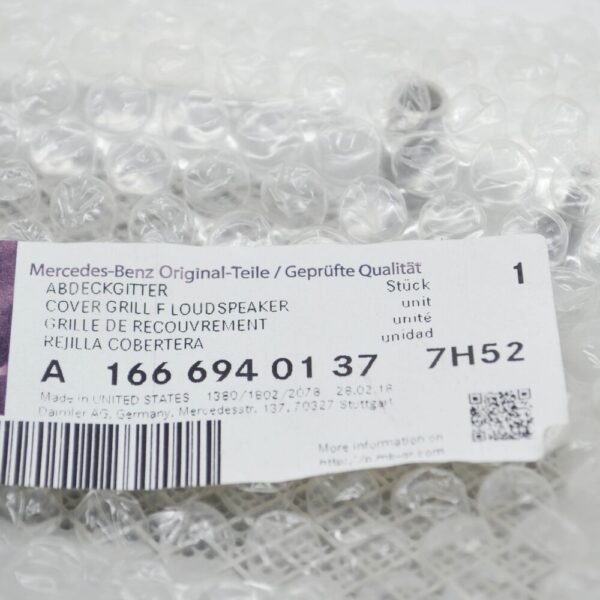 Mercedes-Benz Original-Teile / Geprüfte Qualität
ABDECKGITTER Stück 1
COVER GRILL F LOUDSPEAKER unit
GRILLE DE RECOUVREMENT unité
REJILLA COBERTERA unidad
A 166 694 01 37 7H52
Made in UNITED STATES 1380/1802/2078 28.02.18
Daimler AG, Germany, Mercedesstr. 137, 70327 Stuttgart
More information on